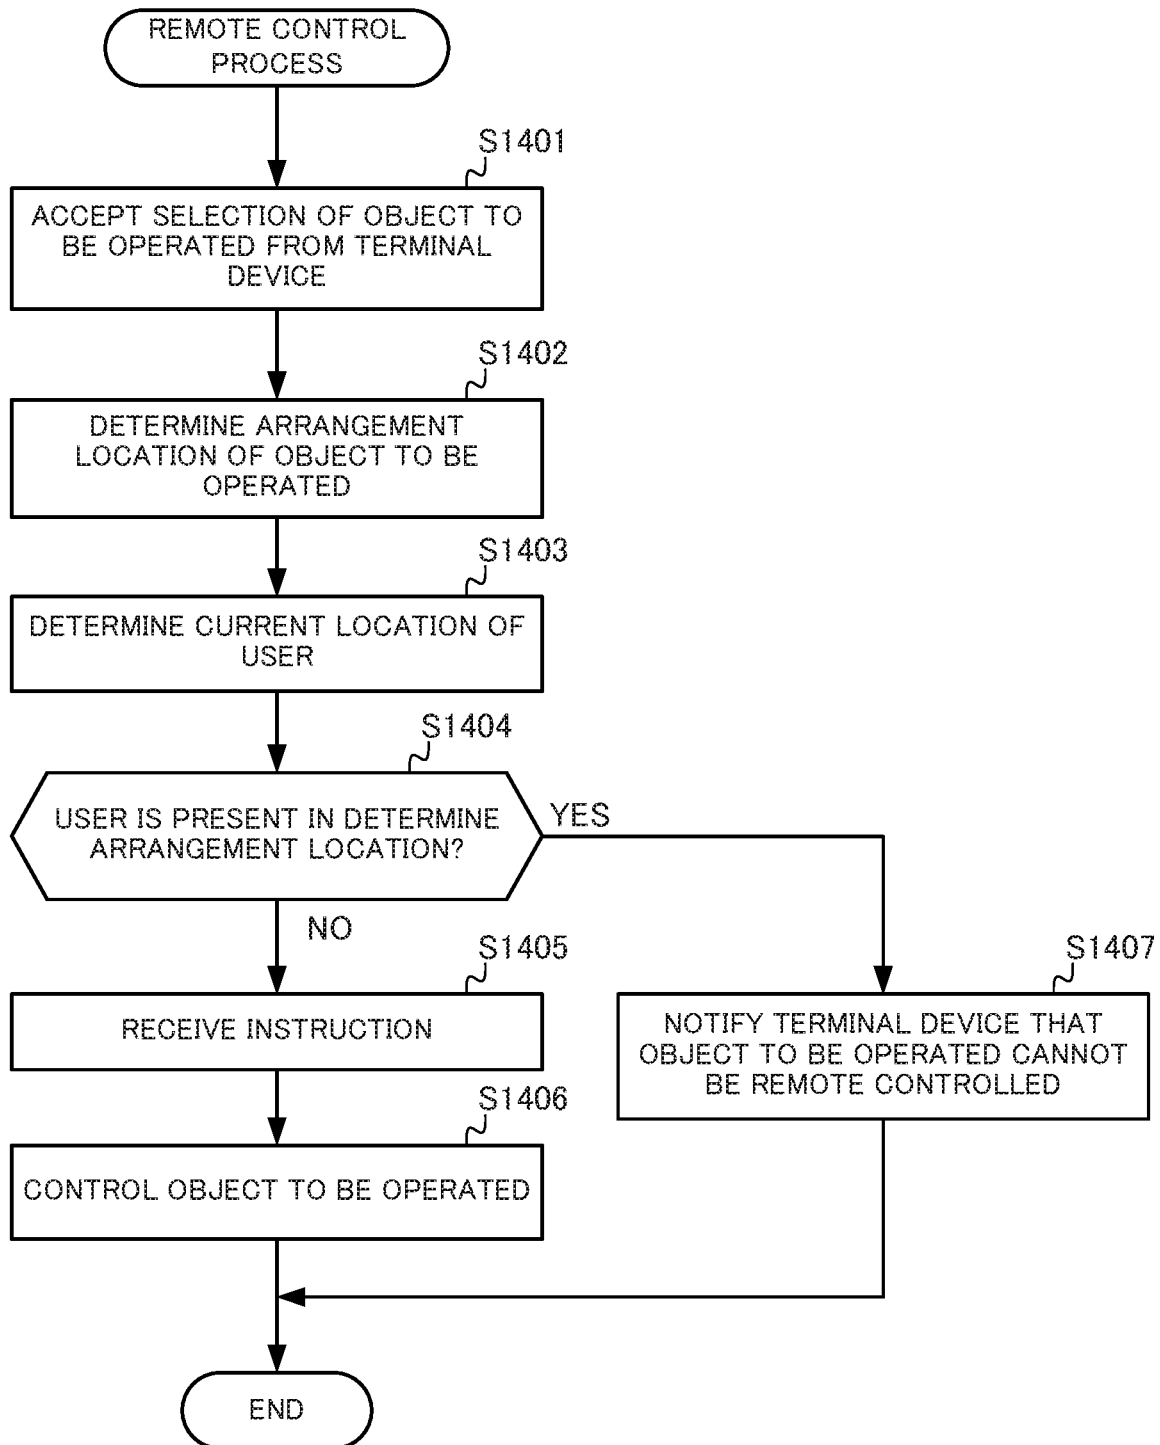 REMOTE CONTROL
PROCESS
S1401
ACCEPT SELECTION OF OBJECT TO
BE OPERATED FROM TERMINAL
DEVICE
S1402
DETERMINE ARRANGEMENT
LOCATION OF OBJECT TO BE
OPERATED
S1403
DETERMINE CURRENT LOCATION OF
USER
S1404
USER IS PRESENT IN DETERMINE
ARRANGEMENT LOCATION?
YES
NO
S1405
RECEIVE INSTRUCTION
S1407
NOTIFY TERMINAL DEVICE THAT
OBJECT TO BE OPERATED CANNOT
BE REMOTE CONTROLLED
S1406
CONTROL OBJECT TO BE OPERATED
END